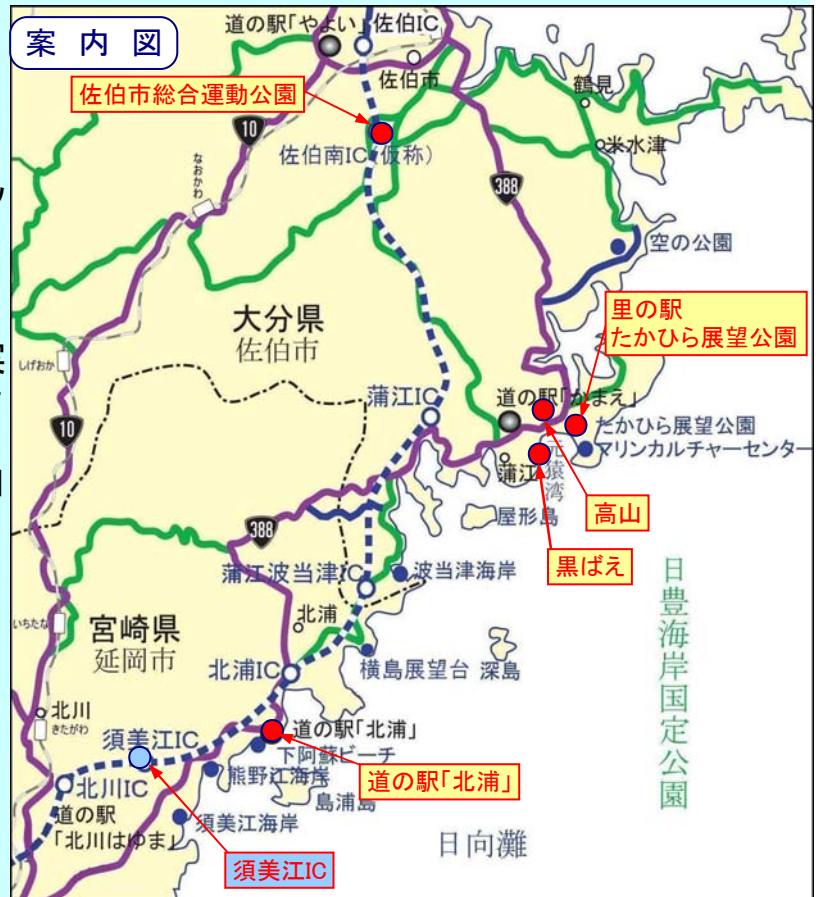 案 内 図
道の駅「やよい」
佐伯IC
佐伯市
佐伯市総合運動公園
鶴見
10
佐伯南IC(仮称)
米水津
なおかわ
388
空の公園
大分県
佐伯市
里の駅
たかひら展望公園
しげおか
蒲江IC
道の駅「かまえ」
たかひら展望公園
10
マリンカルチャーセンター
蒲江
元猿湾
屋形島
高山
388
黒ばえ
蒲江波当津IC
波当津海岸
日豊海岸国定公園
いちたな
宮崎県
延岡市
北浦
北浦IC
横島展望台
深島
北川
きたがわ
須美江IC
道の駅「北浦」
下阿蘇ビーチ
北川IC
熊野江海岸
道の駅「北浦」
島浦島
道の駅
「北川はゆま」
須美江海岸
日向灘
須美江IC